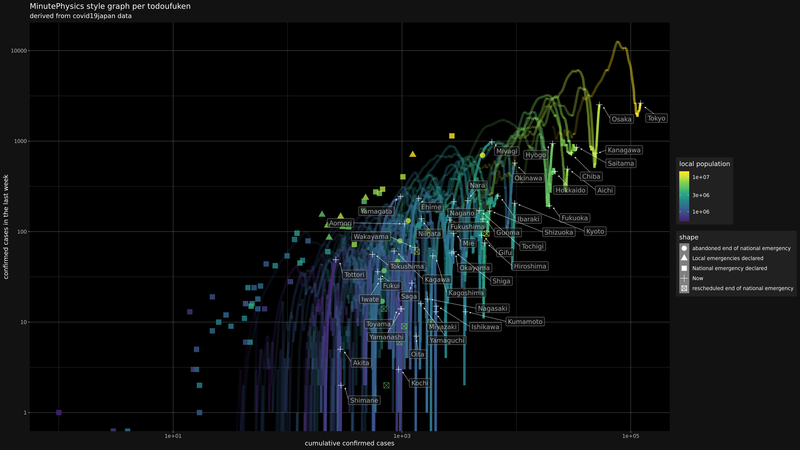 MinutePhysics style graph per todoufuken
derived from covid19japan data
confirmed cases in the last week
10000
1000
100
10
1
1e+01
1e+03
1e+05
cumulative confirmed cases
Osaka
Tokyo
Miyagi
Hyogo
Kanagawa
Saitama
Okinawa
Chiba
Nara
Hokkaido
Aichi
Ehime
Yamagata
Nagano
Ibaraki
Fukuoka
Aomori
Fukushima
Niigata
Gunma
Shizuoka
Kyoto
Wakayama
Mie
Tochigi
Gifu
Tottori
Tokushima
Okayama
Hiroshima
Kagawa
Shiga
Fukui
Iwate
Saga
Kagoshima
Nagasaki
Toyama
Miyazaki
Ishikawa
Kumamoto
Yamanashi
Yamaguchi
Oita
Akita
Kochi
Shimane
local population
1e+07
3e+06
1e+06
shape
abandoned end of national emergency
Local emergencies declared
National emergency declared
Now
rescheduled end of national emergency